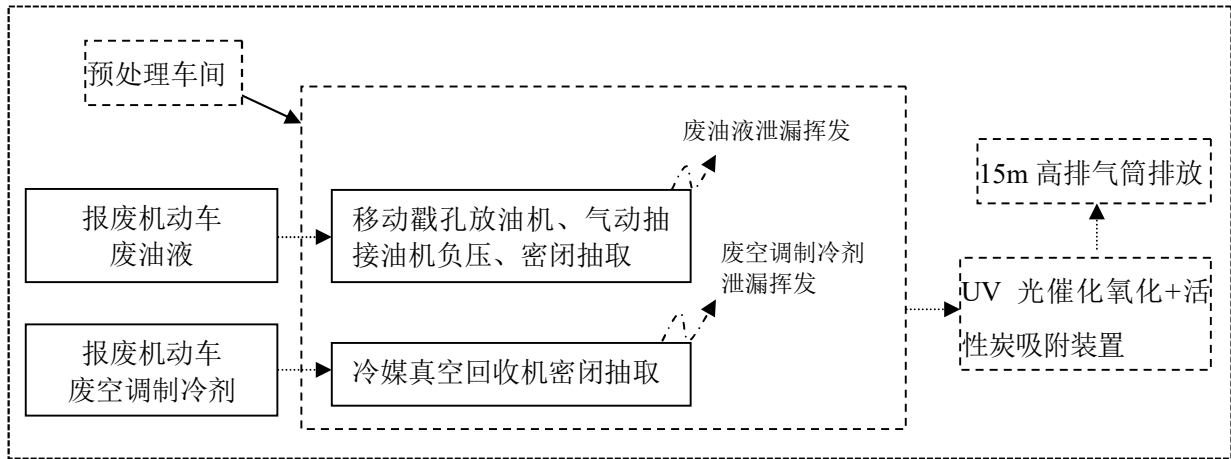 预处理车间
废油液泄漏挥发
15m 高排气筒排放
报废机动车
废油液
移动戳孔放油机、气动抽
接油机负压、密闭抽取
废空调制冷剂
泄漏挥发
UV 光催化氧化+活
性炭吸附装置
报废机动车
废空调制冷剂
冷媒真空回收机密闭抽取